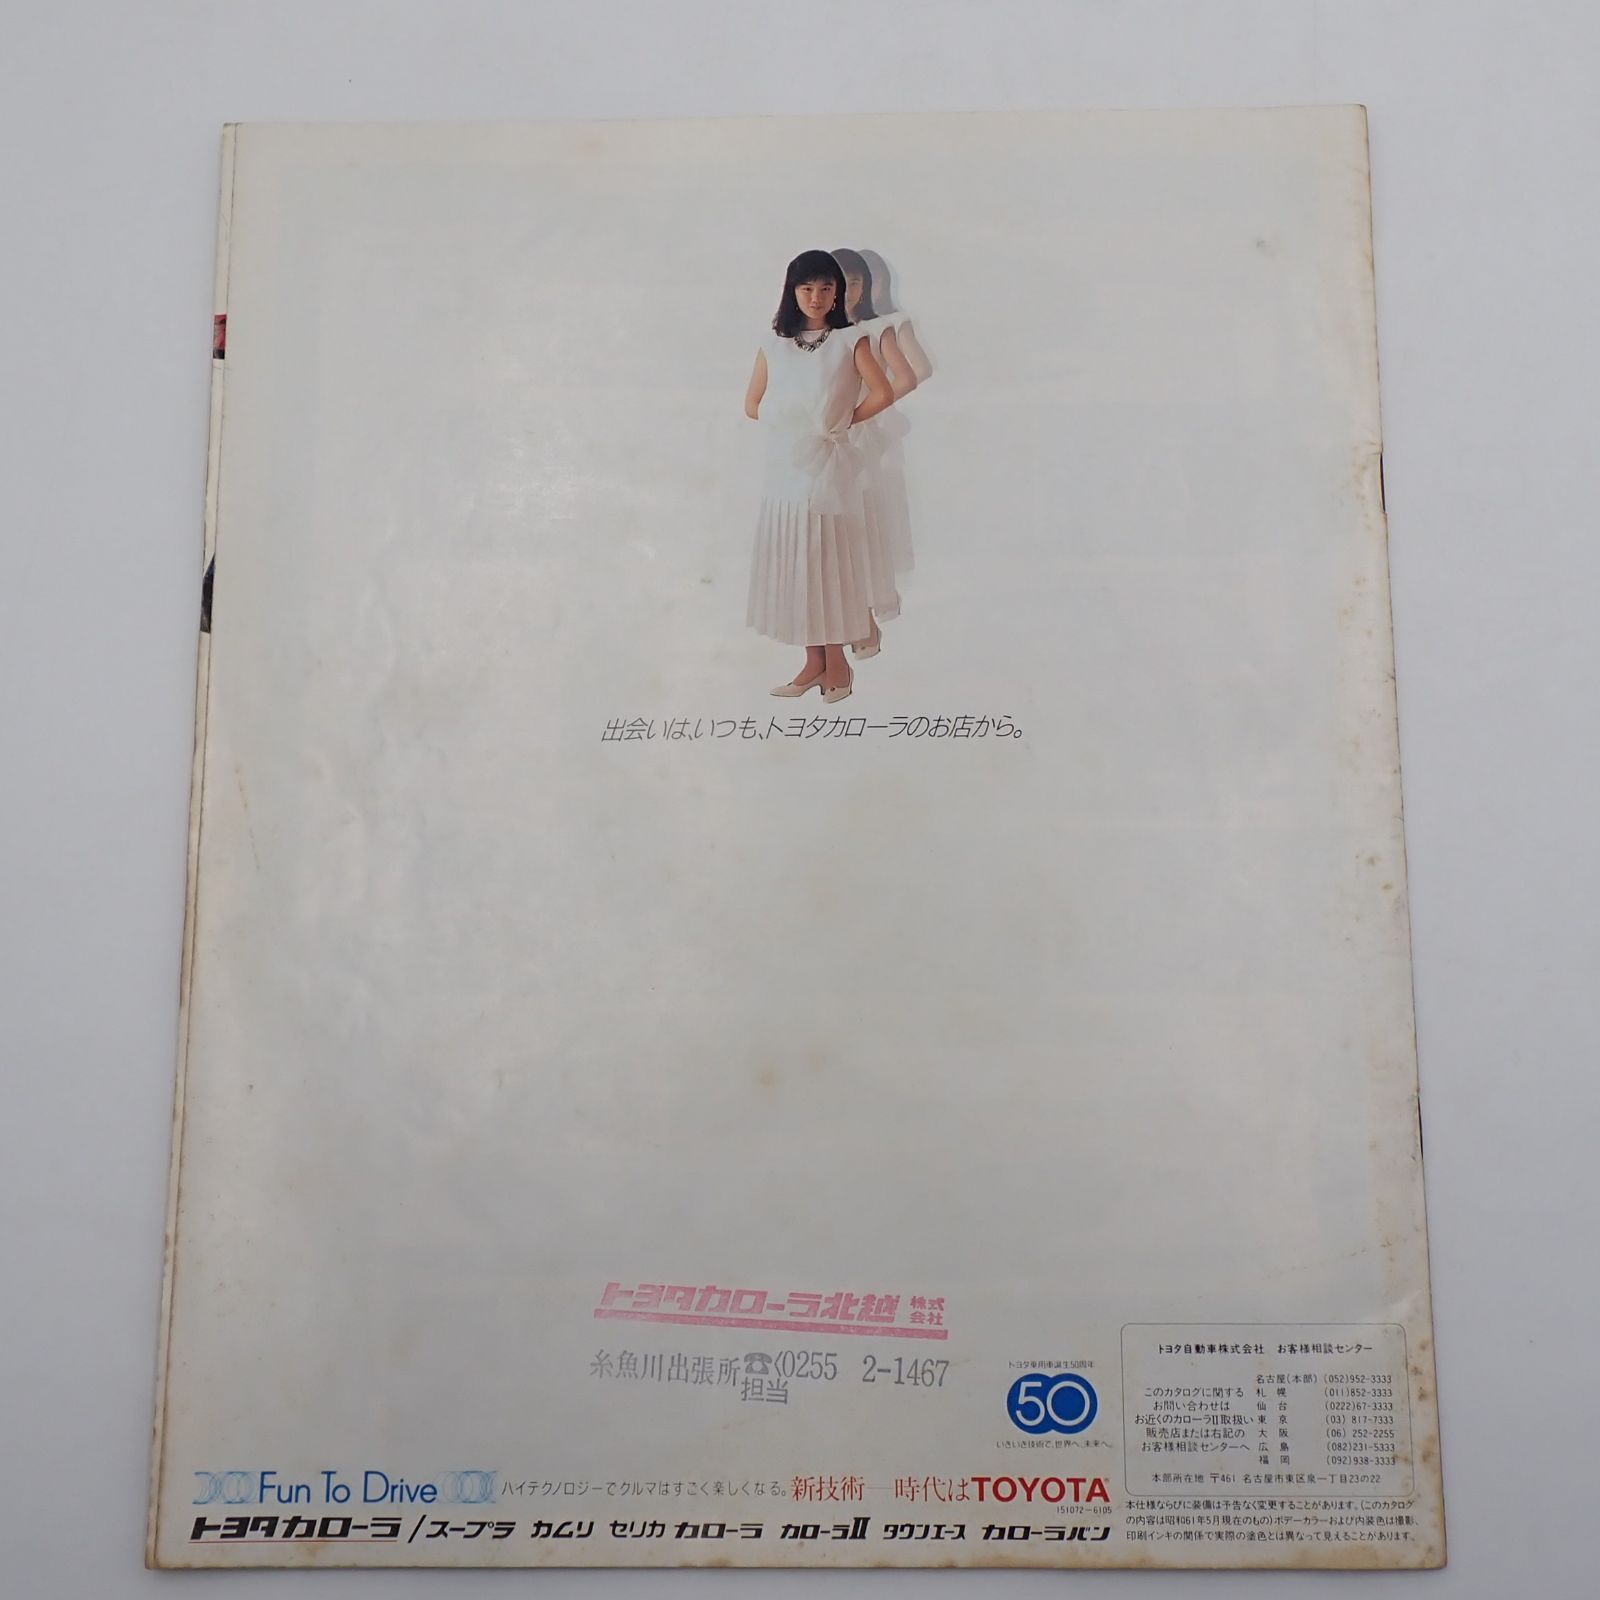 出会いは、いつも、トヨタカローラのお店から。
トヨタカローラ北越 株式会社
糸魚川出張所☎〈0255 2-1467
担当
トヨタ乗用車誕生50周年
50
いきいき技術で、世界へ、未来へ。
トヨタ自動車株式会社 お客様相談センター
このカタログに関する
お問い合わせは
お近くのカローラII取扱い
販売店または右記の
お客様相談センターへ
名古屋(本部) (052)952-3333
札幌 (011)852-3333
仙台 (0222)67-3333
東京 (03)817-7333
大阪 (06)252-2255
広島 (082)231-5333
福岡 (092)938-3333
本部所在地 〒461 名古屋市東区泉一丁目23の22
Fun To Drive ハイテクノロジーでクルマはすごく楽しくなる。新技術―時代はTOYOTA
151072-6105
トヨタカローラ/スープラ カムリ セリカ カローラ カローラII タウンエース カローラバン
本仕様ならびに装備は予告なく変更することがあります。(このカタログ
の内容は昭和61年5月現在のもの)ボデーカラーおよび内装色は撮影、
印刷インキの関係で実際の塗色とは異なって見えることがあります。